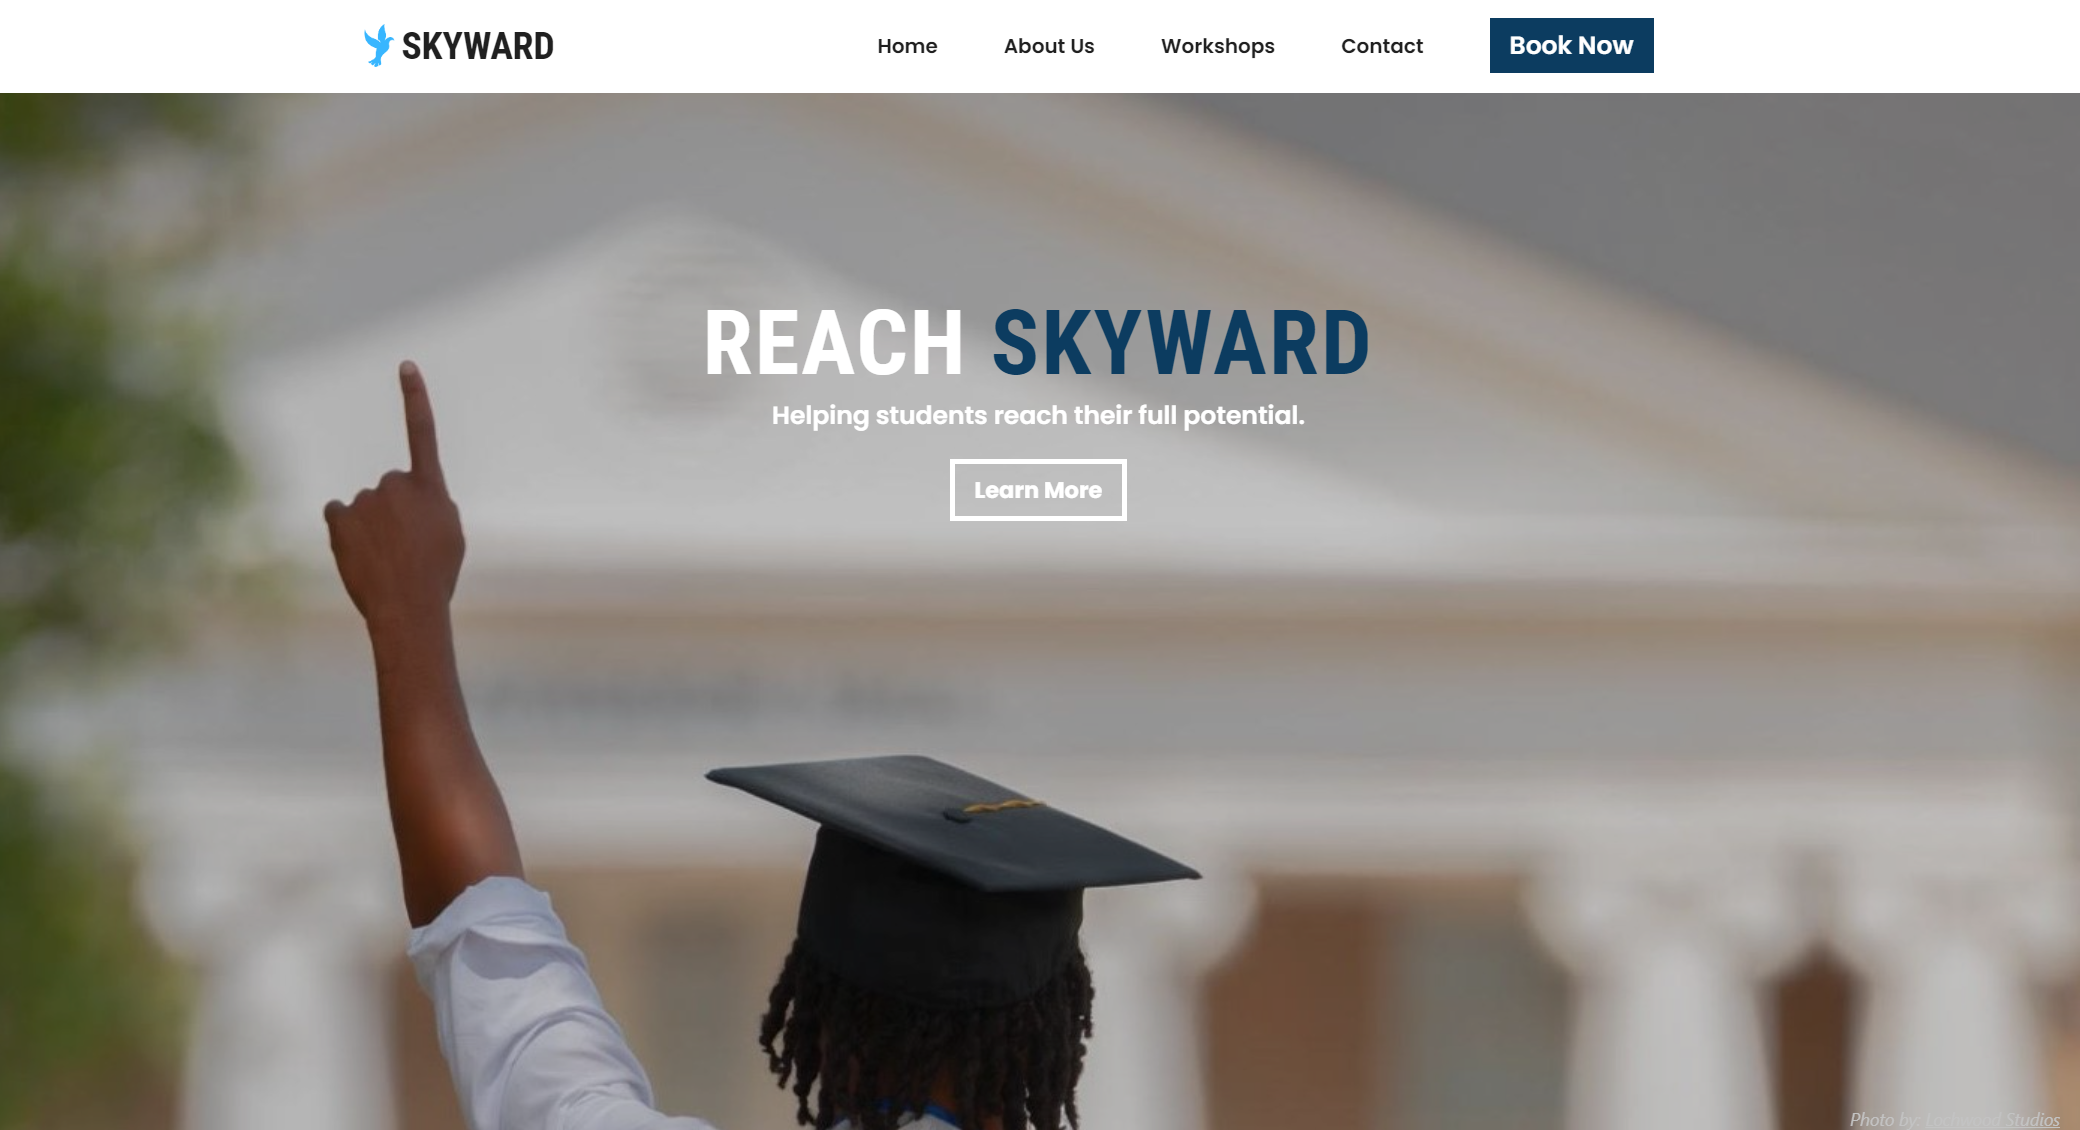 SKYWARD
Home
About Us
Workshops
Contact
Book Now
REACH SKYWARD
Helping students reach their full potential.
Learn More
Photo by: Lochwood Studios